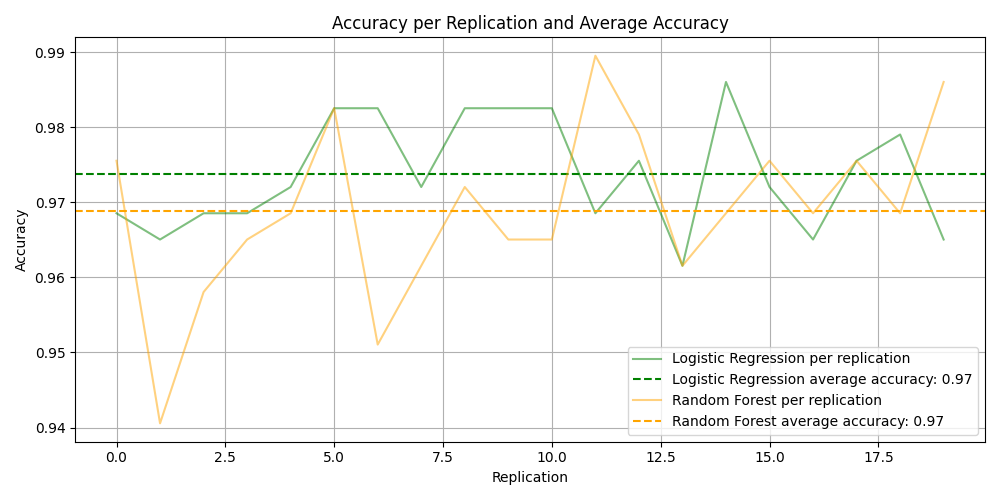 Accuracy per Replication and Average Accuracy
0.99
0.98
0.97
0.96
0.95
0.94
Accuracy
0.0 2.5 5.0 7.5 10.0 12.5 15.0 17.5
Replication
Logistic Regression per replication
Logistic Regression average accuracy: 0.97
Random Forest per replication
Random Forest average accuracy: 0.97